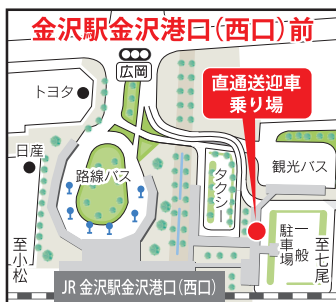 金沢駅金沢港口(西口)前
広岡
直通送迎車
乗り場
トヨタ
日産
路線バス
タクシー
観光バス
一般
駐車場
至小松
至七尾
JR 金沢駅金沢港口(西口)